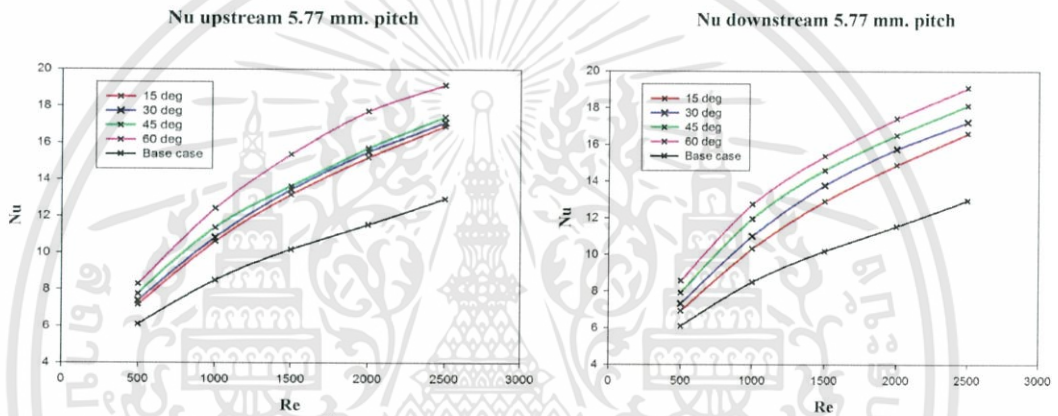 Nu upstream 5.77 mm. pitch
20
18
16
14
12
10
8
6
4
Nu
15 deg
30 deg
45 deg
60 deg
Base case
0
500
1000
1500
2000
2500
3000
Re
Nu downstream 5.77 mm. pitch
20
18
16
14
12
10
8
6
4
Nu
15 deg
30 deg
45 deg
60 deg
Base case
0
500
1000
1500
2000
2500
3000
Re